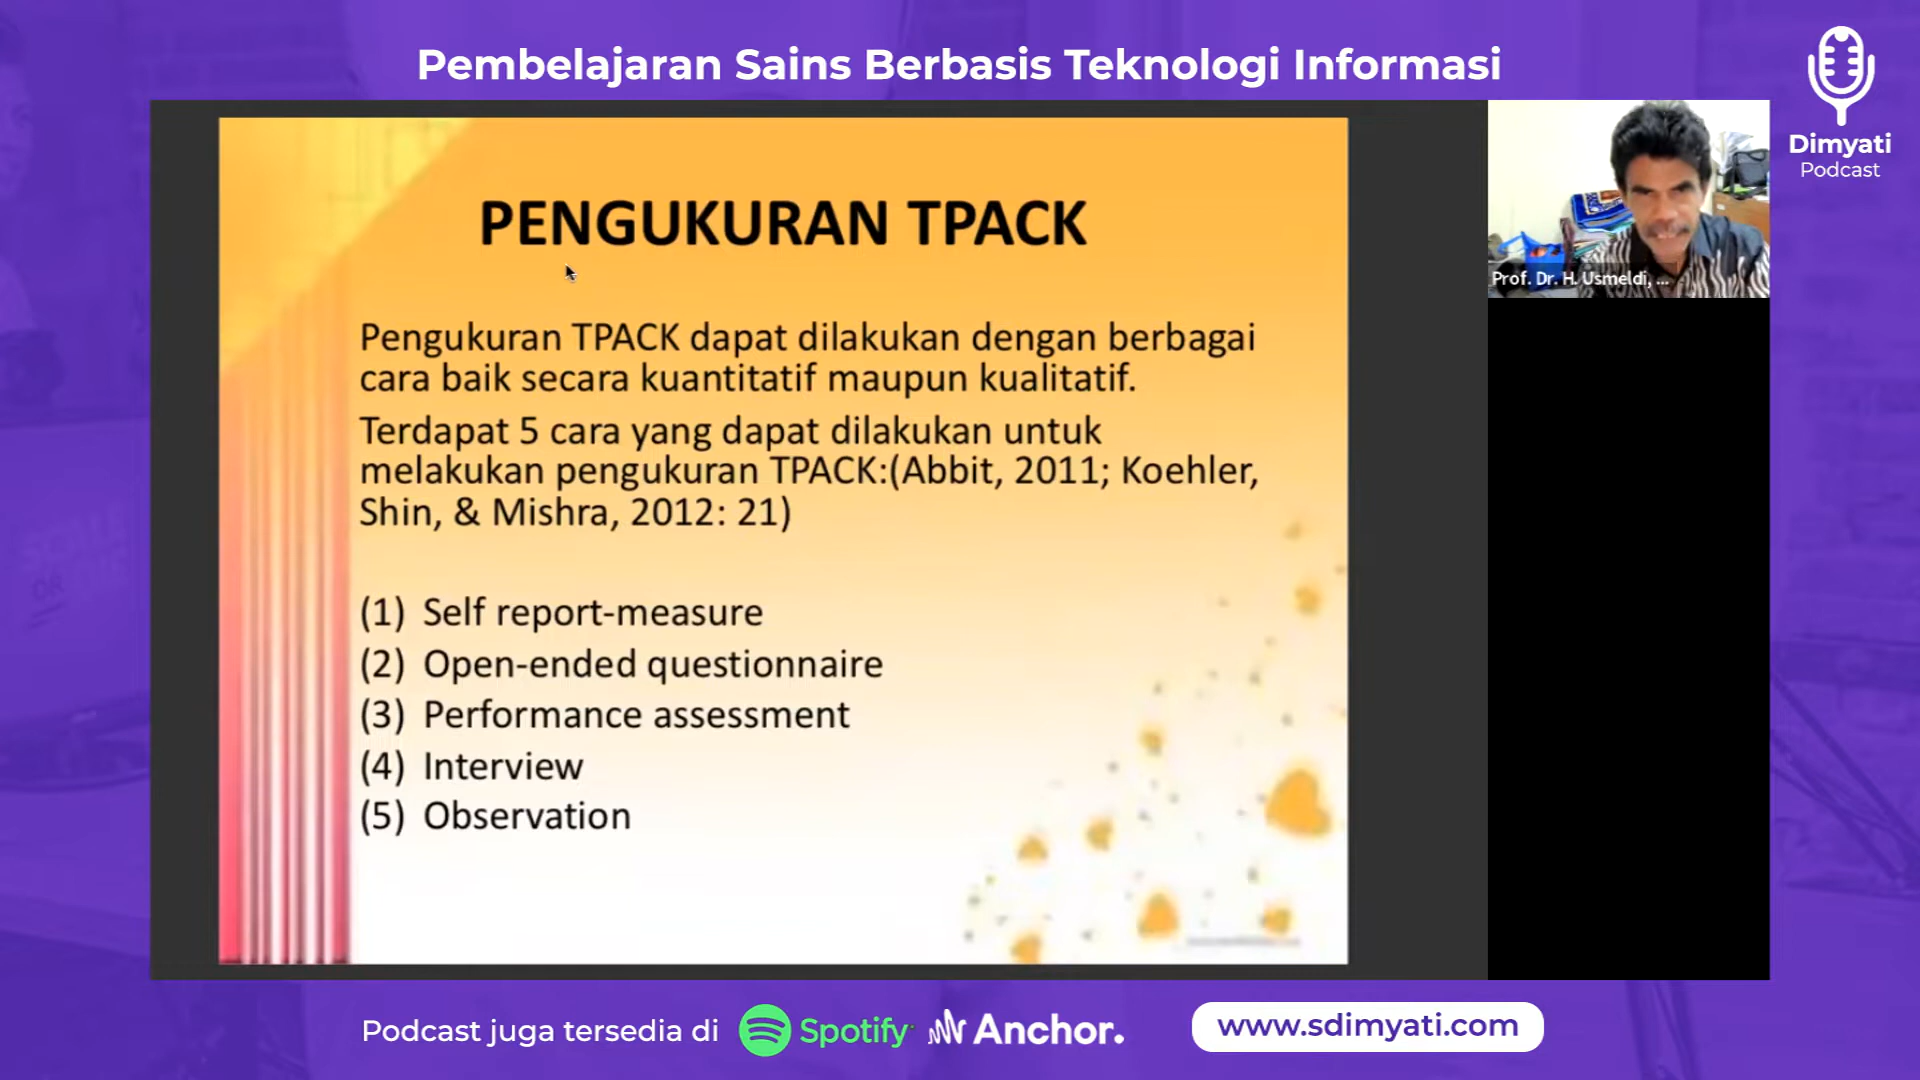 Pembelajaran Sains Berbasis Teknologi Informasi
Dimyati
Podcast
PENGUKURAN TPACK
Prof. Dr. H. Usmeldi, ...
Pengukuran TPACK dapat dilakukan dengan berbagai
cara baik secara kuantitatif maupun kualitatif.
Terdapat 5 cara yang dapat dilakukan untuk
melakukan pengukuran TPACK:(Abbit, 2011; Koehler,
Shin, & Mishra, 2012: 21)
(1) Self report-measure
(2) Open-ended questionnaire
(3) Performance assessment
(4) Interview
(5) Observation
Podcast juga tersedia di
Spotify
Anchor.
www.sdimyati.com